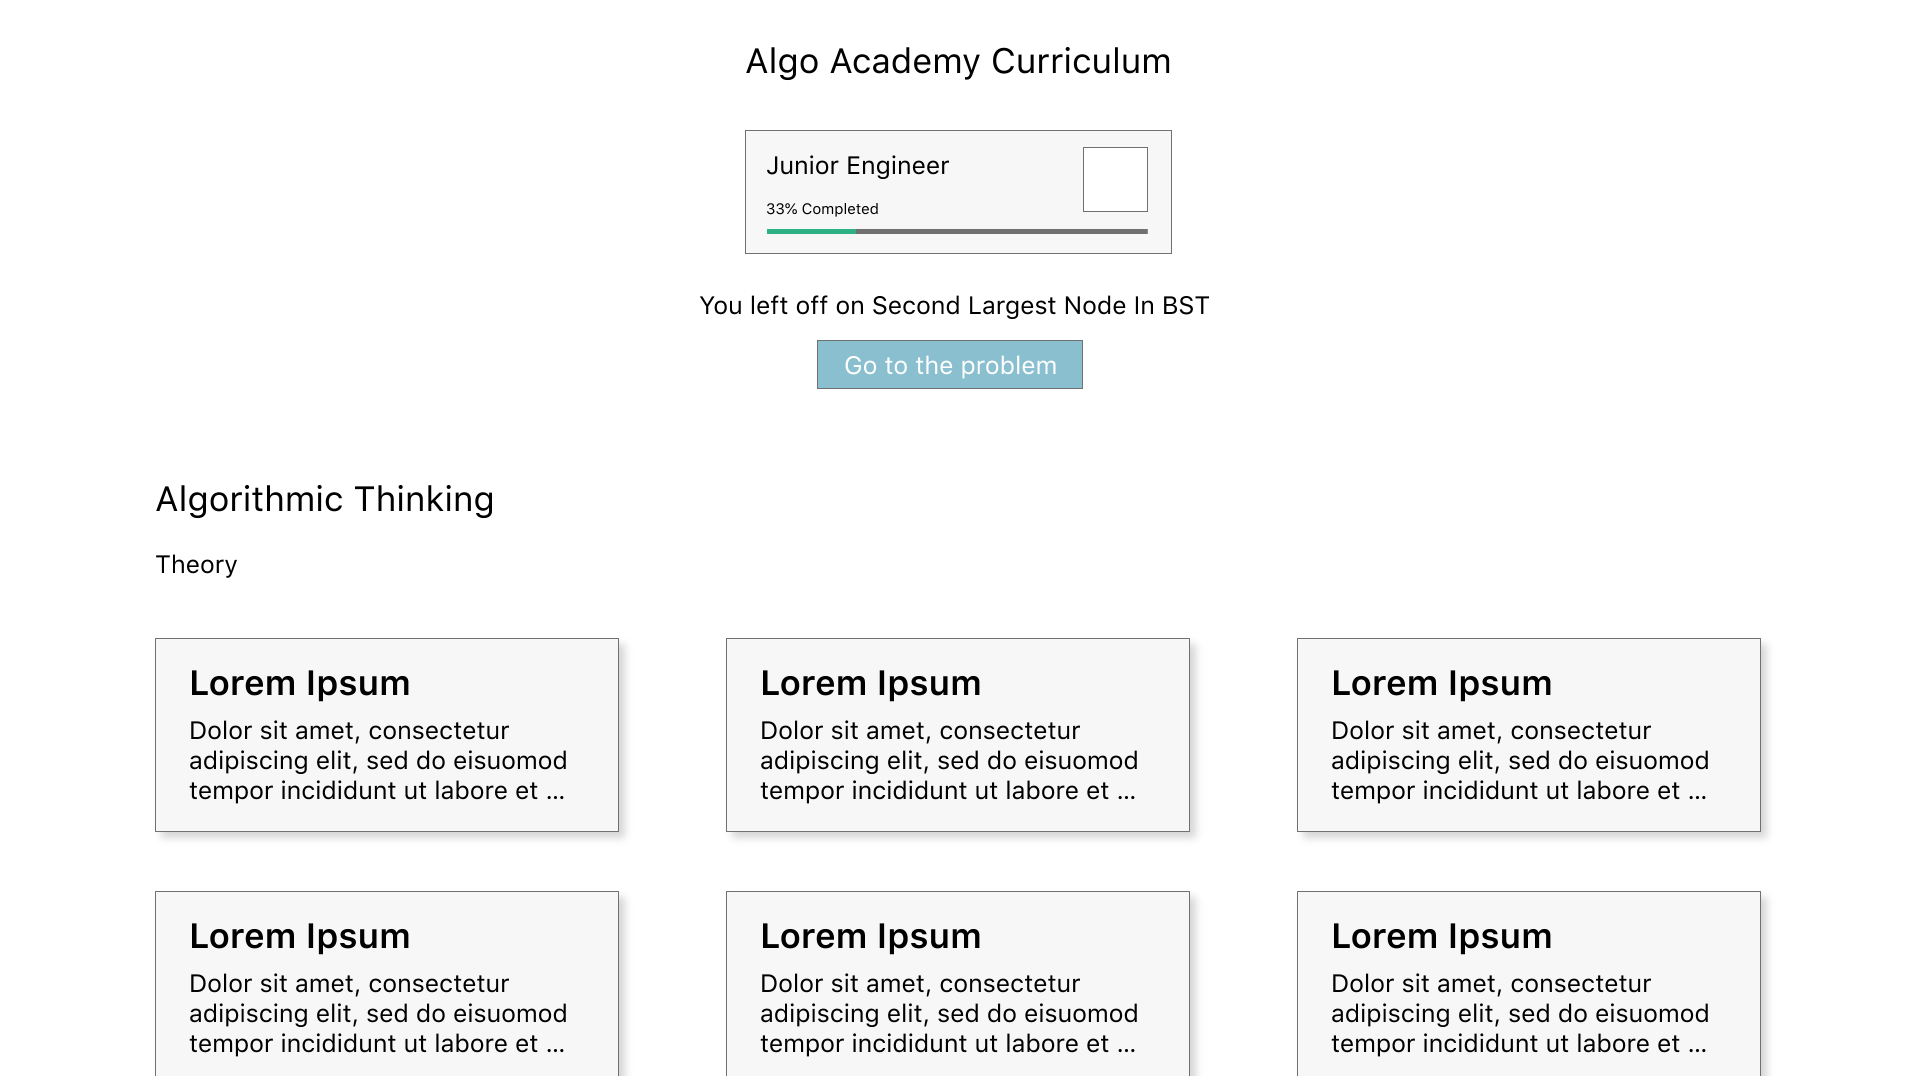 Algo Academy Curriculum
Junior Engineer
33% Completed
You left off on Second Largest Node In BST
Go to the problem
Algorithmic Thinking
Theory
Lorem Ipsum
Dolor sit amet, consectetur
adipiscing elit, sed do eisuomod
tempor incididunt ut labore et ...
Lorem Ipsum
Dolor sit amet, consectetur
adipiscing elit, sed do eisuomod
tempor incididunt ut labore et ...
Lorem Ipsum
Dolor sit amet, consectetur
adipiscing elit, sed do eisuomod
tempor incididunt ut labore et ...
Lorem Ipsum
Dolor sit amet, consectetur
adipiscing elit, sed do eisuomod
tempor incididunt ut labore et ...
Lorem Ipsum
Dolor sit amet, consectetur
adipiscing elit, sed do eisuomod
tempor incididunt ut labore et ...
Lorem Ipsum
Dolor sit amet, consectetur
adipiscing elit, sed do eisuomod
tempor incididunt ut labore et ...